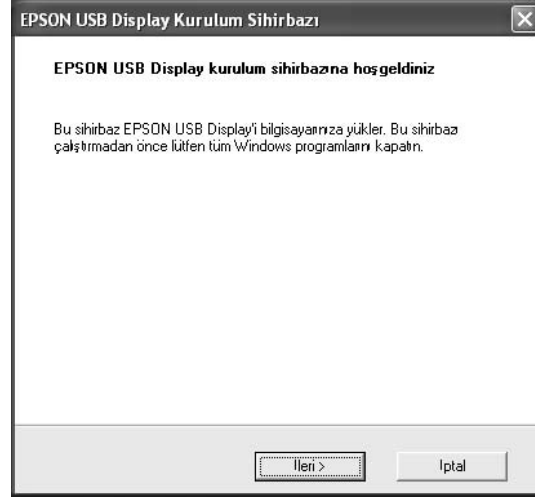 EPSON USB Display Kurulum Sihirbazı
EPSON USB Display kurulum sihirbazına hoşgeldiniz
Bu sihirbaz EPSON USB Display'i bilgisayarınıza yükler. Bu sihirbazı
çalıştırmadan önce lütfen tüm Windows programlarını kapatın.
İleri >
Iptal